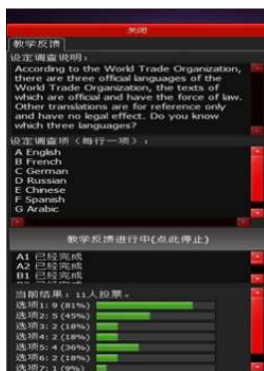 关闭
教学反馈
设定调查说明:
According to the World Trade Organization,
there are three official languages of the
World Trade Organization, the texts of
which are official and have the force of law.
Other translations are for reference only
and have no legal effect. Do you know
which three languages?
设定调查项(每行一项):
A English
B French
C German
D Russian
E Chinese
F Spanish
G Arabic
教学反馈进行中(点此停止)
A1 已经完成
A2 已经完成
B1 已经完成
当前结果: 11人投票。
选项1: 9 (81%)
选项2: 5 (45%)
选项3: 2 (18%)
选项4: 2 (18%)
选项5: 4 (36%)
选项6: 2 (18%)
选项7: 1 (9%)